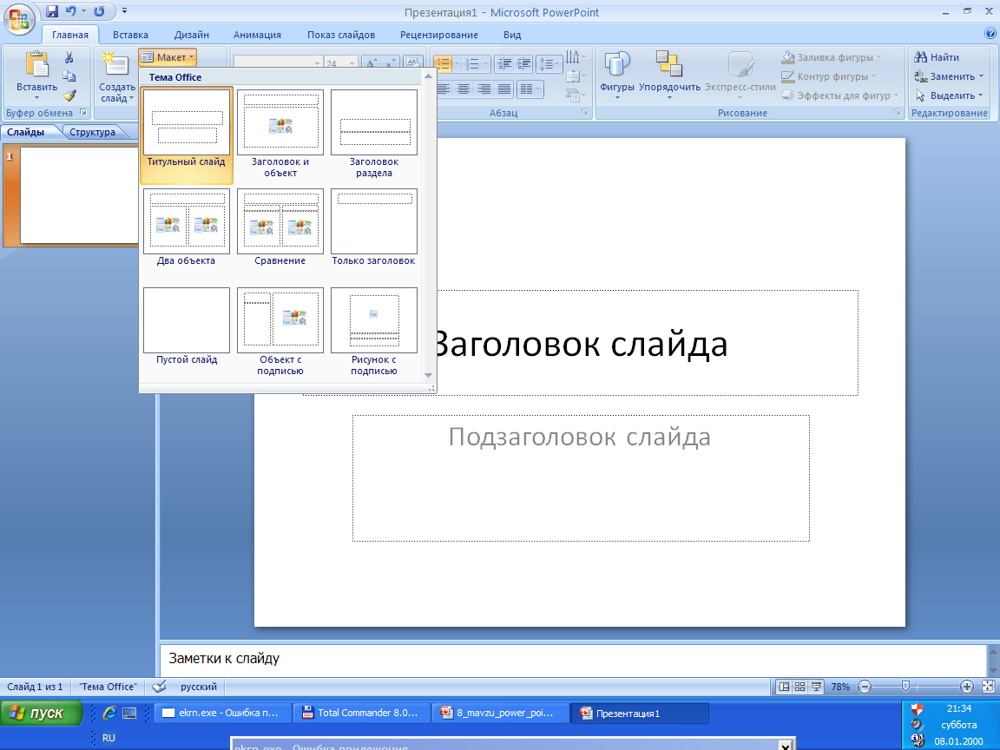 Презентация1 - Microsoft PowerPoint
Главная Вставка Дизайн Анимация Показ слайдов Рецензирование Вид
Вставить
Буфер обмена
Создать
слайд
Макет
24
Абзац
Фигуры Упорядочить Экспресс-стили
Заливка фигуры
Контур фигуры
Эффекты для фигур
Рисование
Найти
Заменить
Выделить
Редактирование
Слайды Структура
1
Тема Office
Титульный слайд
Заголовок и
объект
Заголовок
раздела
Два объекта
Сравнение
Только заголовок
Пустой слайд
Объект с
подписью
Рисунок с
подписью
Заголовок слайда
Подзаголовок слайда
Заметки к слайду
Слайд 1 из 1 "Тема Office" русский 78%
пуск
ekrn.exe - Ошибка п...
Total Commander 8.0...
8_mavzu_power_poi...
Презентация1
21:34
суббота
08.01.2000
RU
ekrn.exe - Ошибка приложения